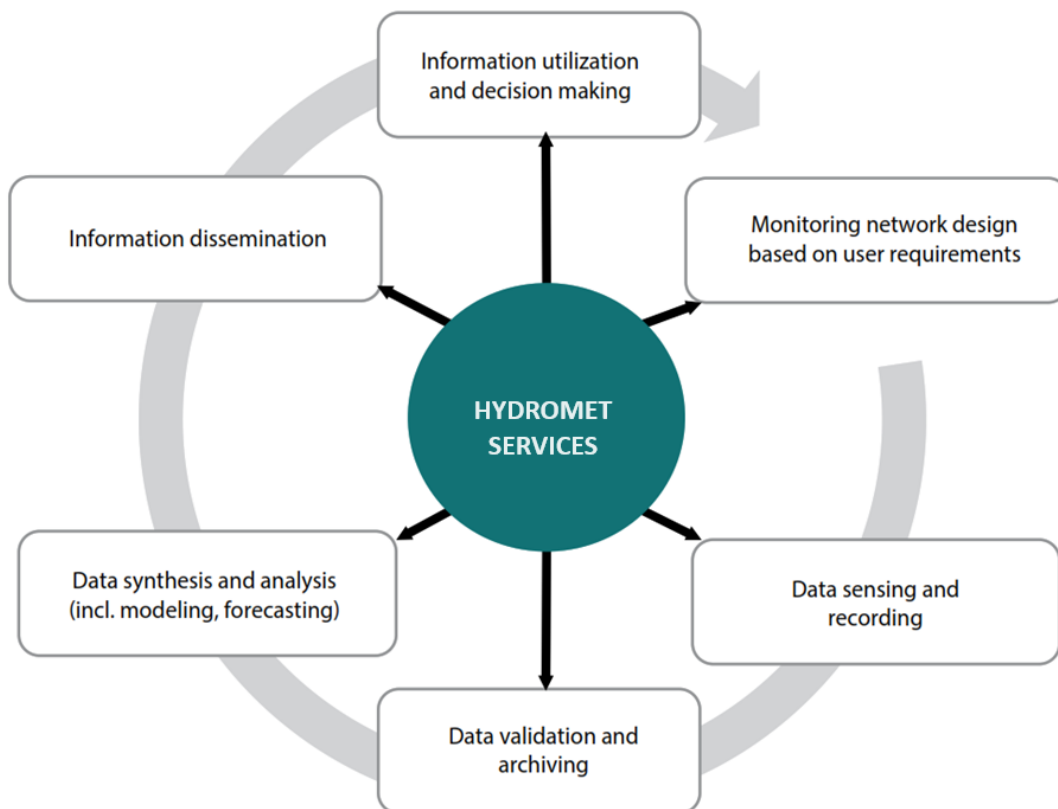 Information utilization
and decision making
Monitoring network design
based on user requirements
Information dissemination
HYDROMET
SERVICES
Data synthesis and analysis
(incl. modeling, forecasting)
Data sensing and
recording
Data validation and
archiving